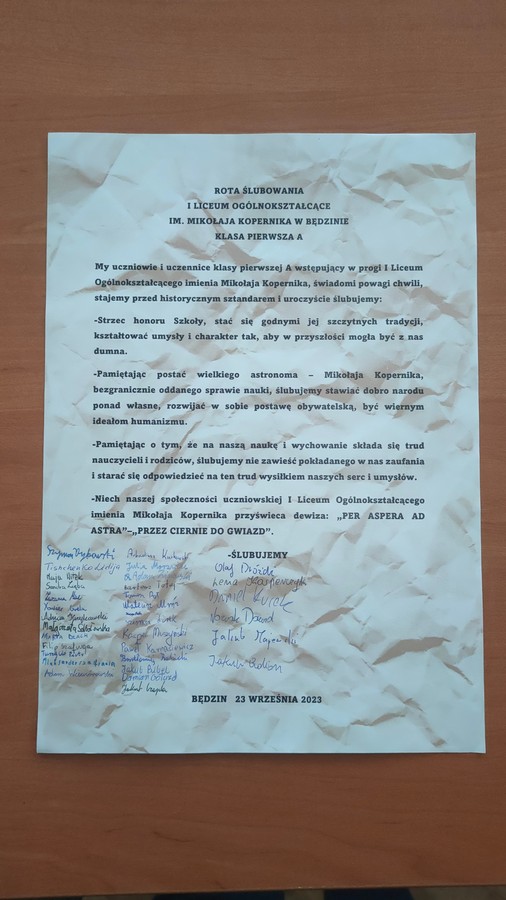 ROTA ŚLUBOWANIA
I LICEUM OGÓLNOKSZTAŁCĄCE
IM. MIKOŁAJA KOPERNIKA W BĘDZINIE
KLASA PIERWSZA A
My uczniowie i uczennice klasy pierwszej A wstępujący w progi I Liceum
Ogólnokształcącego imienia Mikołaja Kopernika, świadomi powagi chwili,
stajemy przed historycznym sztandarem i uroczyście ślubujemy:
-Strzec honoru Szkoły, stać się godnymi jej szczytnych tradycji,
kształtować umysły i charakter tak, aby w przyszłości mogła być z nas
dumna.
-Pamiętając postać wielkiego astronoma – Mikołaja Kopernika,
bezgranicznie oddanego sprawie nauki, ślubujemy stawiać dobro narodu
ponad własne, rozwijać w sobie postawę obywatelską, być wiernym
ideałom humanizmu.
-Pamiętając o tym, że na naszą naukę i wychowanie składa się trud
nauczycieli i rodziców, ślubujemy nie zawieść pokładanego w nas zaufania
i starać się odpowiedzieć na ten trud wysiłkiem naszych serc i umysłów.
-Niech naszej społeczności uczniowskiej I Liceum Ogólnokształcącego
imienia Mikołaja Kopernika przyświeca dewiza: „PER ASPERA AD
ASTRA”–„PRZEZ CIERNIE DO GWIAZD”.
-ŚLUBUJEMY
Tishchenko Lidija
Olaf
Lena
Daniel Kurek
Jakub
Jakub
BĘDZIN 23 WRZEŚNIA 2023